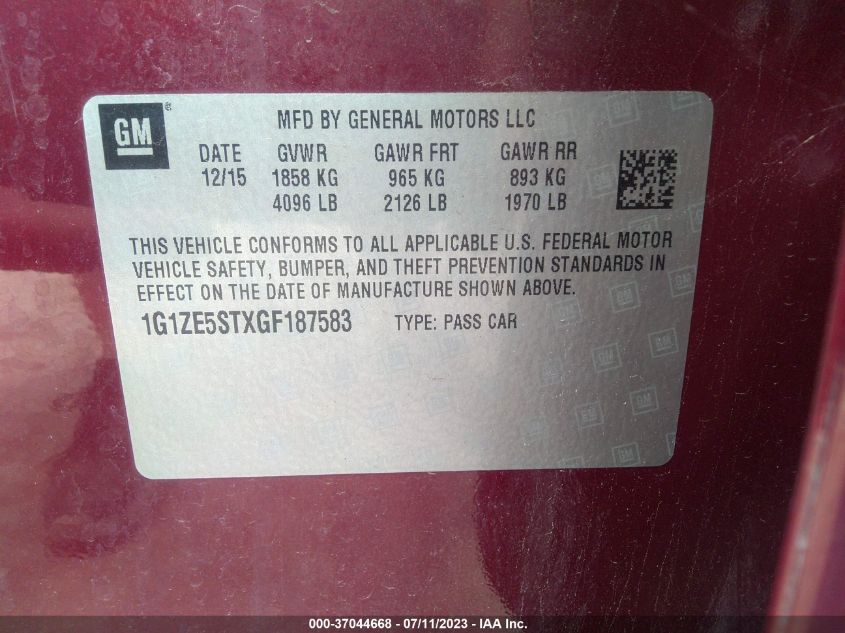 GM ®
MFD BY GENERAL MOTORS LLC
DATE GVWR GAWR FRT GAWR RR
12/15 1858 KG 965 KG 893 KG
4096 LB 2126 LB 1970 LB
THIS VEHICLE CONFORMS TO ALL APPLICABLE U.S. FEDERAL MOTOR
VEHICLE SAFETY, BUMPER, AND THEFT PREVENTION STANDARDS IN
EFFECT ON THE DATE OF MANUFACTURE SHOWN ABOVE.
1G1ZE5STXGF187583 TYPE: PASS CAR
000-37044668 - 07/11/2023 - IAA Inc.